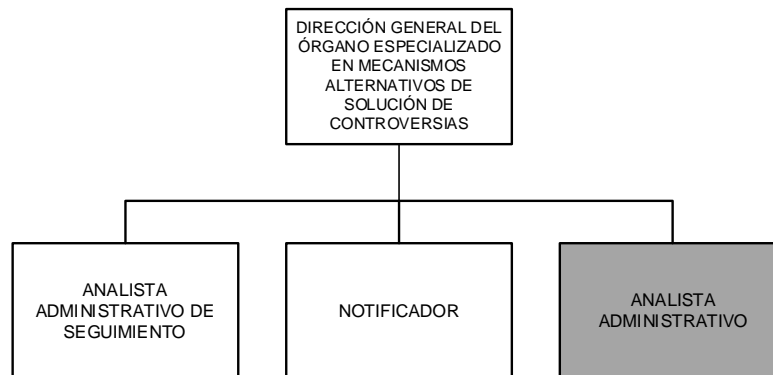 DIRECCIÓN GENERAL DEL
ÓRGANO ESPECIALIZADO
EN MECANISMOS
ALTERNATIVOS DE
SOLUCIÓN DE
CONTROVERSIAS
ANALISTA
ADMINISTRATIVO DE
SEGUIMIENTO
NOTIFICADOR
ANALISTA
ADMINISTRATIVO